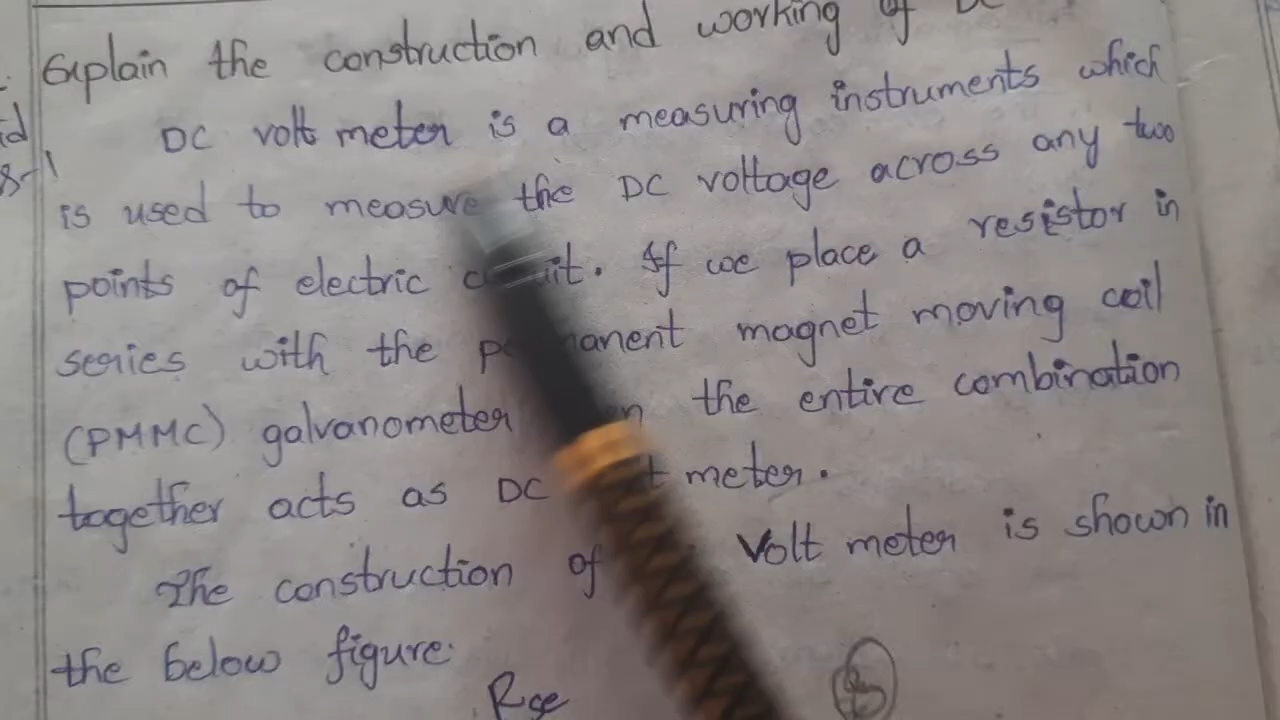 Explain the construction and working of DC
DC volt meter is a measuring instruments which
is used to measure the DC voltage across any two
points of electric circuit. If we place a resistor in
series with the permanent magnet moving coil
(PMMC) galvanometer the entire combination
together acts as DC meter.
The construction of Volt meter is shown in
the below figure.
Rse